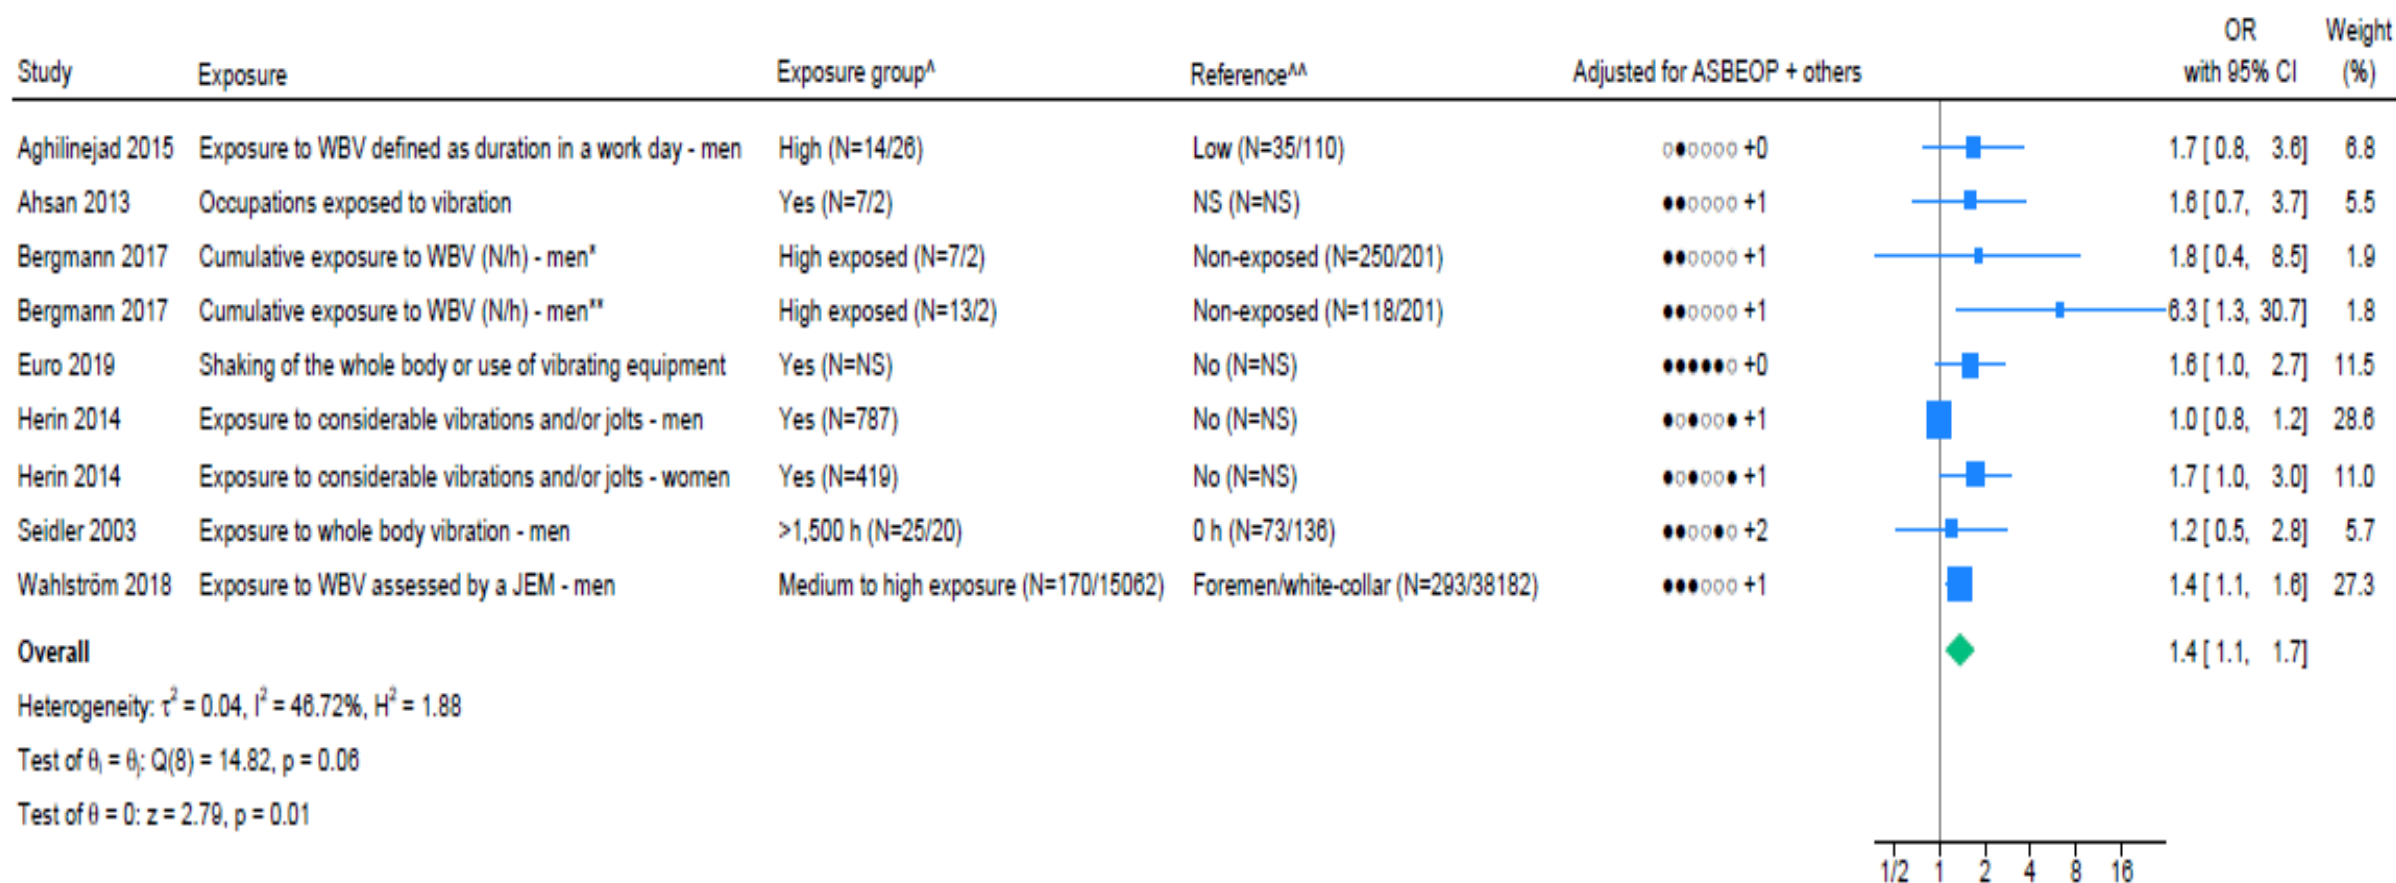 Study Exposure Exposure group^ Reference^^ Adjusted for ASBEOP + others OR with 95% CI Weight (%)
Aghilinejad 2015 Exposure to WBV defined as duration in a work day - men High (N=14/26) Low (N=35/110) ○●○○○○ +0 1.7 [ 0.8, 3.6] 6.8
Ahsan 2013 Occupations exposed to vibration Yes (N=7/2) NS (N=NS) ●●○○○○ +1 1.6 [ 0.7, 3.7] 5.5
Bergmann 2017 Cumulative exposure to WBV (N/h) - men* High exposed (N=7/2) Non-exposed (N=250/201) ●●○○○○ +1 1.8 [ 0.4, 8.5] 1.9
Bergmann 2017 Cumulative exposure to WBV (N/h) - men** High exposed (N=13/2) Non-exposed (N=118/201) ●●○○○○ +1 6.3 [ 1.3, 30.7] 1.8
Euro 2019 Shaking of the whole body or use of vibrating equipment Yes (N=NS) No (N=NS) ●●●●●○ +0 1.6 [ 1.0, 2.7] 11.5
Herin 2014 Exposure to considerable vibrations and/or jolts - men Yes (N=787) No (N=NS) ●○●○○● +1 1.0 [ 0.8, 1.2] 28.6
Herin 2014 Exposure to considerable vibrations and/or jolts - women Yes (N=419) No (N=NS) ●○●○○● +1 1.7 [ 1.0, 3.0] 11.0
Seidler 2003 Exposure to whole body vibration - men >1,500 h (N=25/20) 0 h (N=73/136) ●●○○●○ +2 1.2 [ 0.5, 2.8] 5.7
Wahlström 2018 Exposure to WBV assessed by a JEM - men Medium to high exposure (N=170/15062) Foremen/white-collar (N=293/38182) ●●●○○○ +1 1.4 [ 1.1, 1.6] 27.3
Overall 1.4 [ 1.1, 1.7]
Heterogeneity: τ² = 0.04, I² = 46.72%, H² = 1.88
Test of θᵢ = θⱼ: Q(8) = 14.82, p = 0.06
Test of θ = 0: z = 2.79, p = 0.01
1/2 1 2 4 8 16